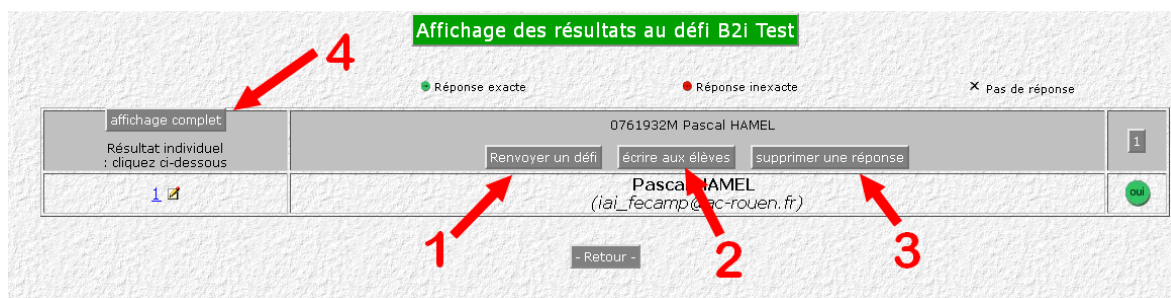 Affichage des résultats au défi B2i Test
4
Réponse exacte
Réponse inexacte
X Pas de réponse
affichage complet
0761932M Pascal HAMEL
1
Résultat individuel
: cliquez ci-dessous
Renvoyer un défi
écrire aux élèves
supprimer une réponse
1
Pascal HAMEL
oui
(iai_fecamp@ac-rouen.fr)
1
2
3
- Retour -